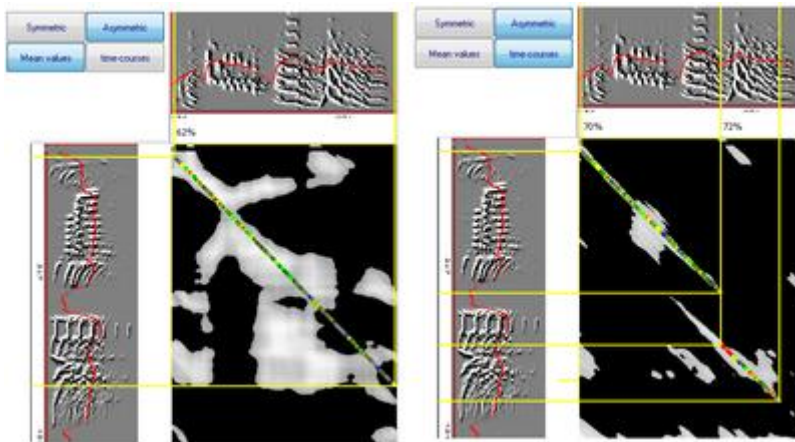 Symmetric Asymmetric
Mean values time-courses
62%
Symmetric Asymmetric
Mean values time-courses
70% 72%